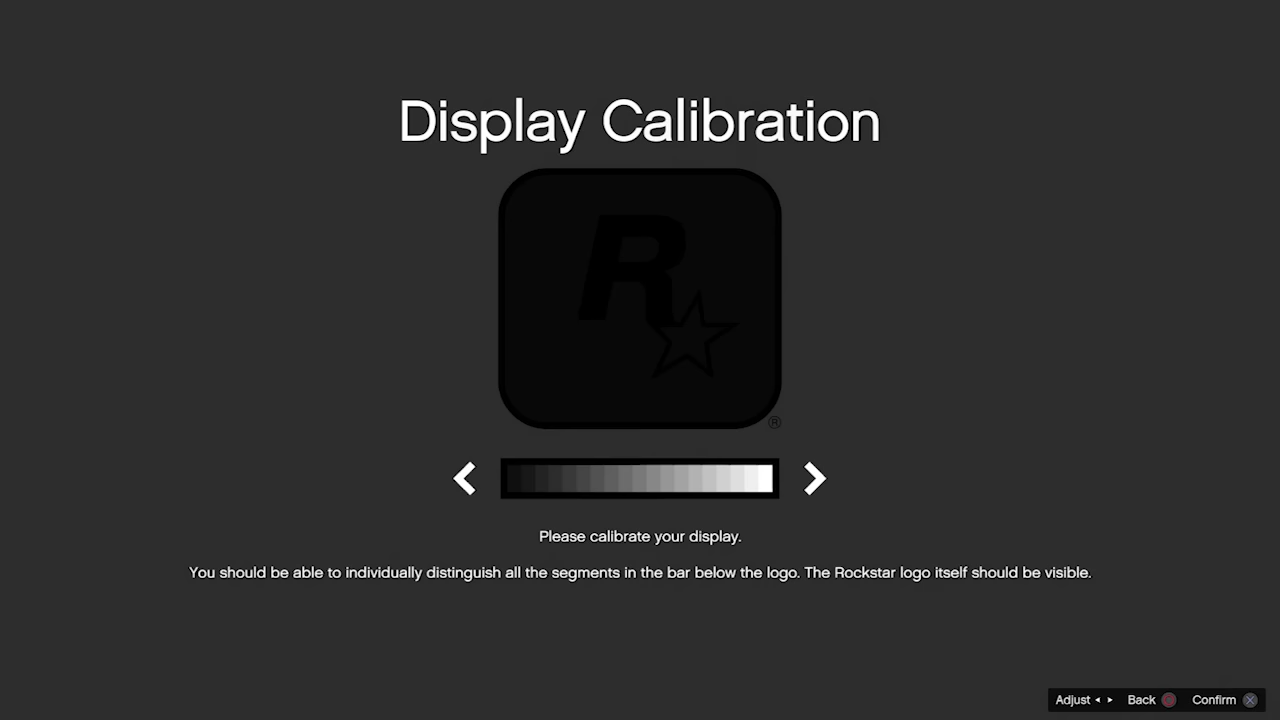 Display Calibration
R
®
Please calibrate your display.
You should be able to individually distinguish all the segments in the bar below the logo. The Rockstar logo itself should be visible.
Adjust Back Confirm